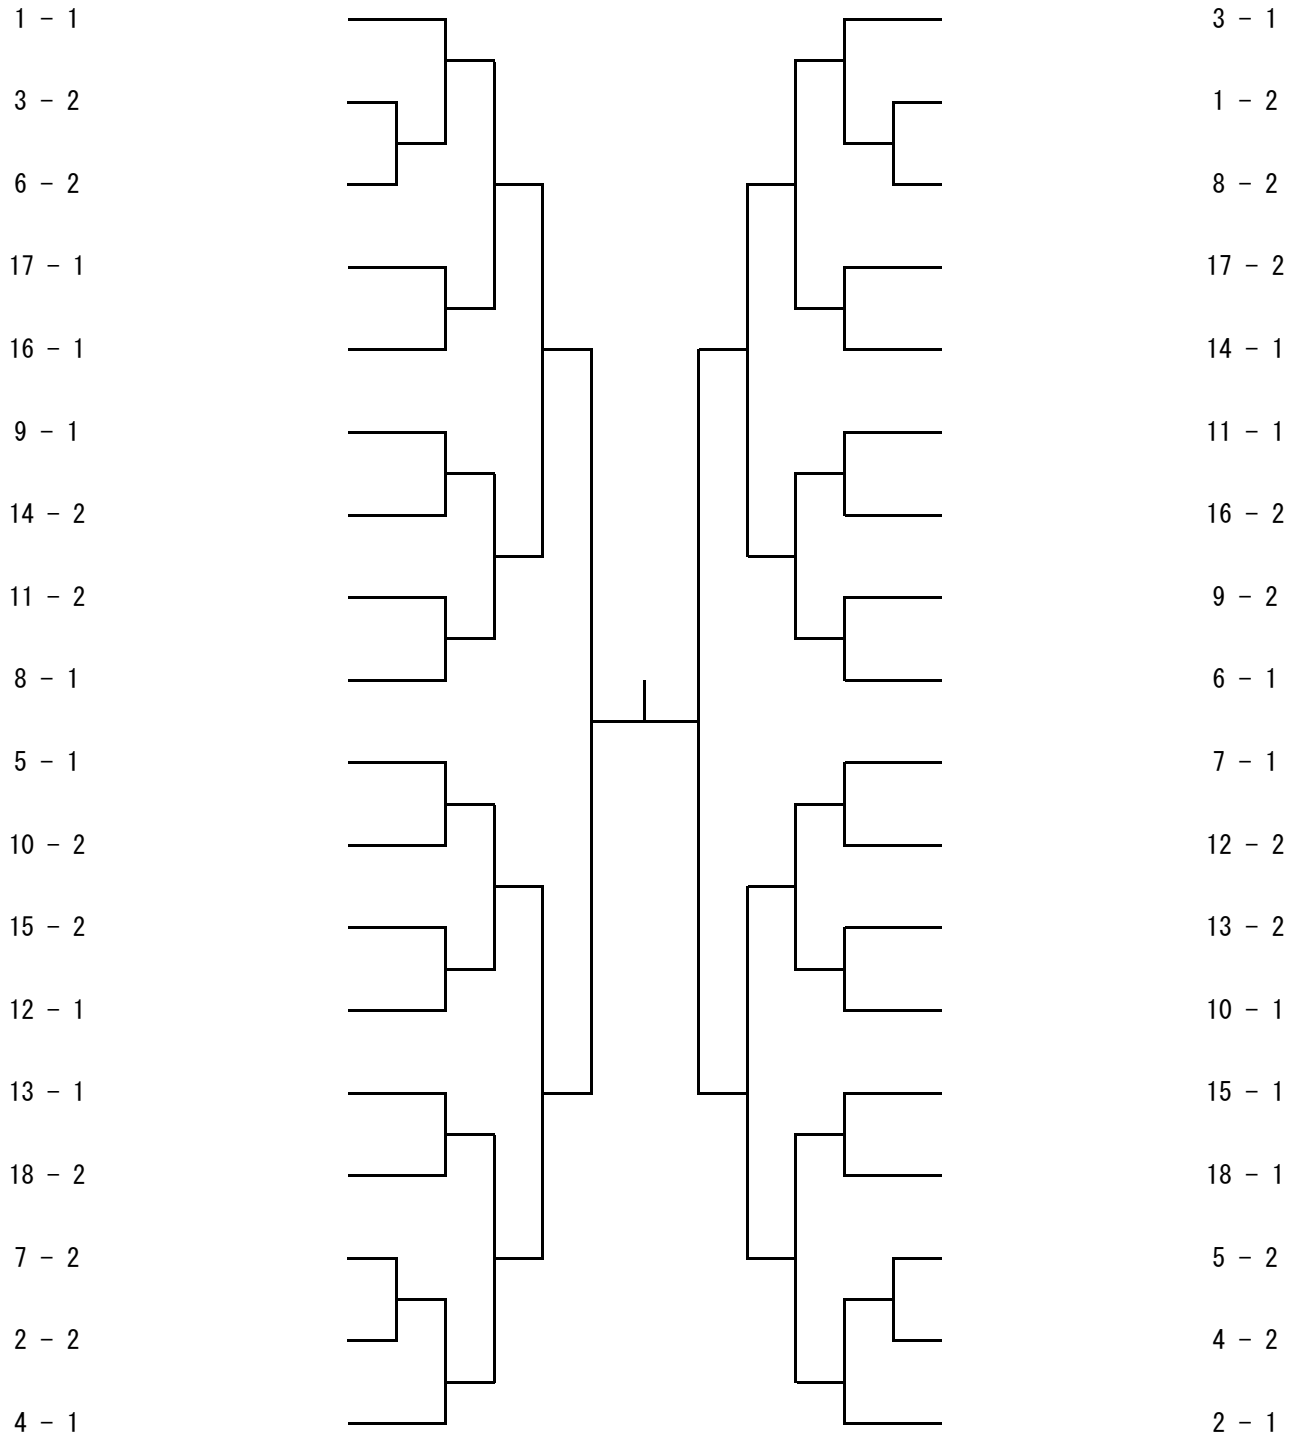 1 - 1 3 - 1
3 - 2 1 - 2
6 - 2 8 - 2
17 - 1 17 - 2
16 - 1 14 - 1
9 - 1 11 - 1
14 - 2 16 - 2
11 - 2 9 - 2
8 - 1 6 - 1
5 - 1 7 - 1
10 - 2 12 - 2
15 - 2 13 - 2
12 - 1 10 - 1
13 - 1 15 - 1
18 - 2 18 - 1
7 - 2 5 - 2
2 - 2 4 - 2
4 - 1 2 - 1